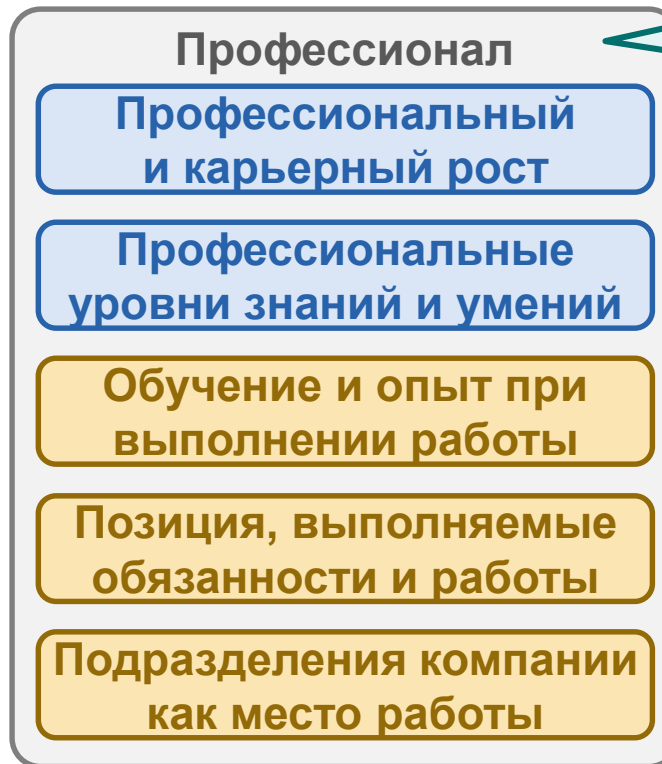 Профессионал
Профессиональный
и карьерный рост
Профессиональные
уровни знаний и умений
Обучение и опыт при
выполнении работы
Позиция, выполняемые
обязанности и работы
Подразделения компании
как место работы